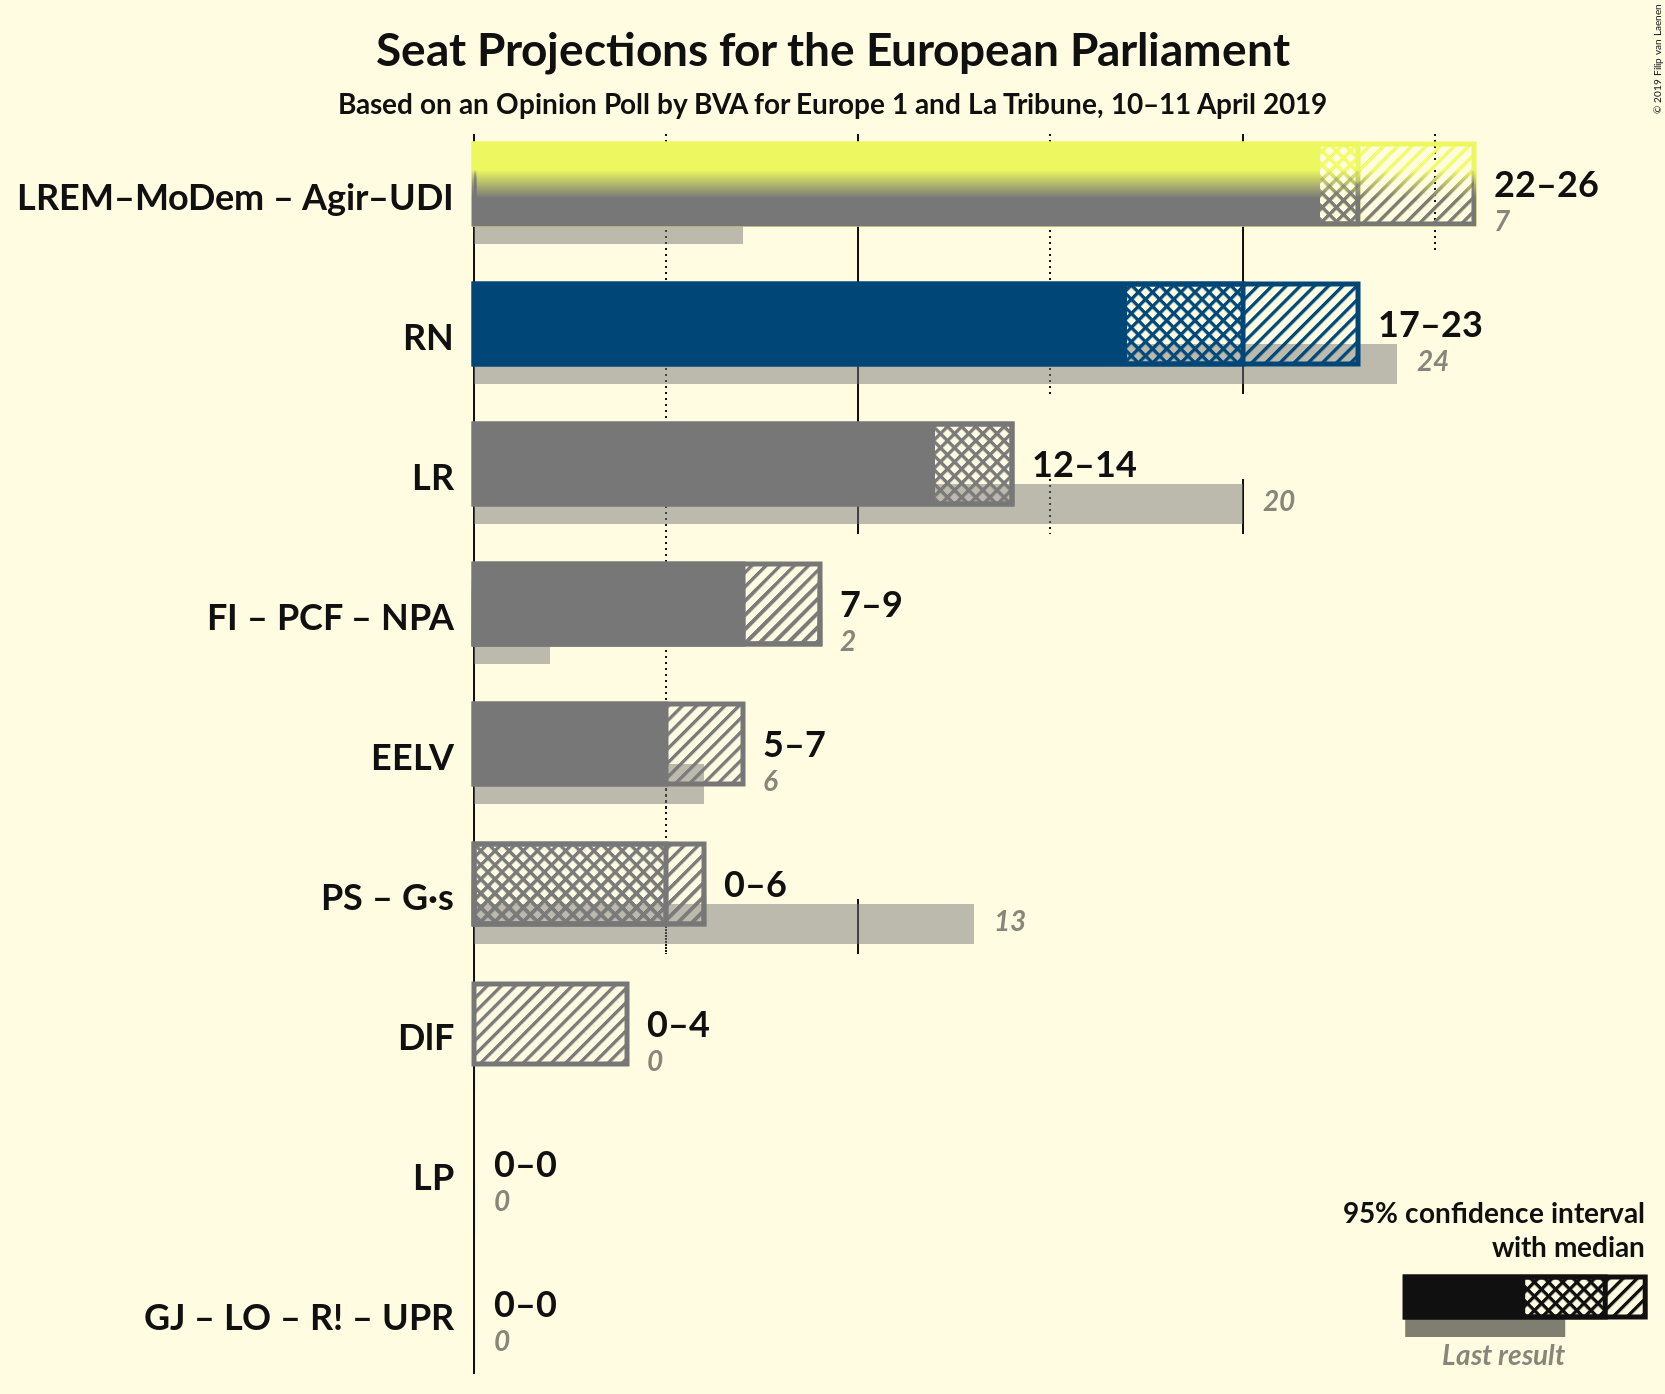 Seat Projections for the European Parliament
Based on an Opinion Poll by BVA for Europe 1 and La Tribune, 10–11 April 2019
© 2019 Filip van Laenen
LREM–MoDem – Agir–UDI
22–26
7
RN
17–23
24
LR
12–14
20
FI – PCF – NPA
7–9
2
EELV
5–7
6
PS – G·s
0–6
13
DlF
0–4
0
LP
0–0
0
GJ – LO – R! – UPR
0–0
0
95% confidence interval
with median
Last result